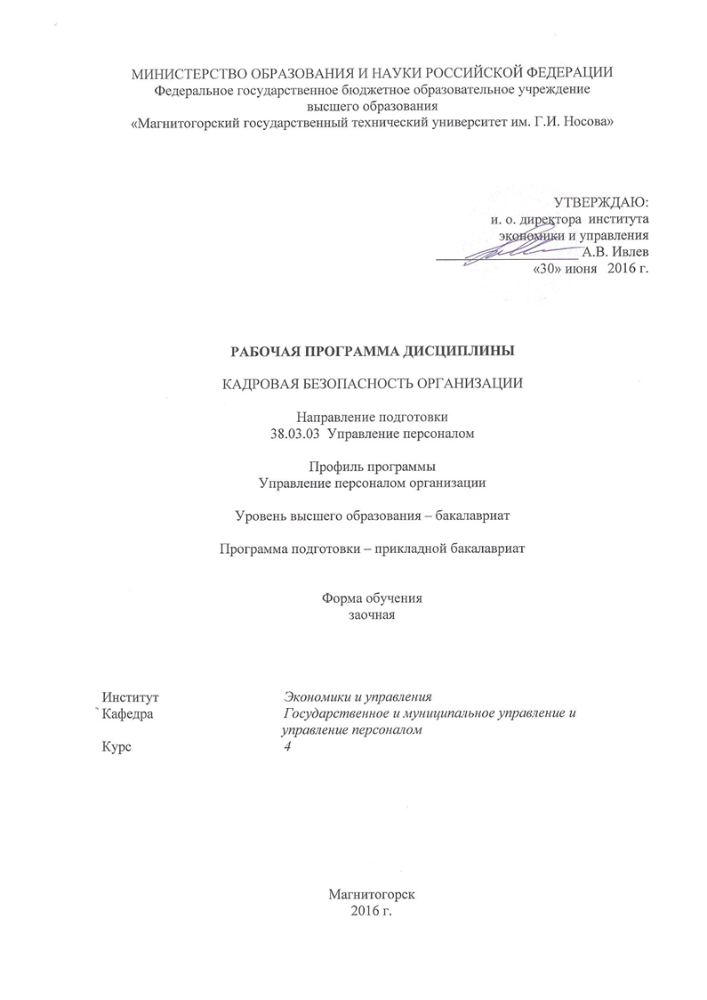 МИНИСТЕРСТВО ОБРАЗОВАНИЯ И НАУКИ РОССИЙСКОЙ ФЕДЕРАЦИИ
Федеральное государственное бюджетное образовательное учреждение
высшего образования
«Магнитогорский государственный технический университет им. Г.И. Носова»
УТВЕРЖДАЮ:
и. о. директора института
экономики и управления
А.В. Ивлев
«30» июня 2016 г.
РАБОЧАЯ ПРОГРАММА ДИСЦИПЛИНЫ
КАДРОВАЯ БЕЗОПАСНОСТЬ ОРГАНИЗАЦИИ
Направление подготовки
38.03.03 Управление персоналом
Профиль программы
Управление персоналом организации
Уровень высшего образования – бакалавриат
Программа подготовки – прикладной бакалавриат
Форма обучения
заочная
Институт Экономики и управления
Кафедра Государственное и муниципальное управление и
управление персоналом
Курс 4
Магнитогорск
2016 г.